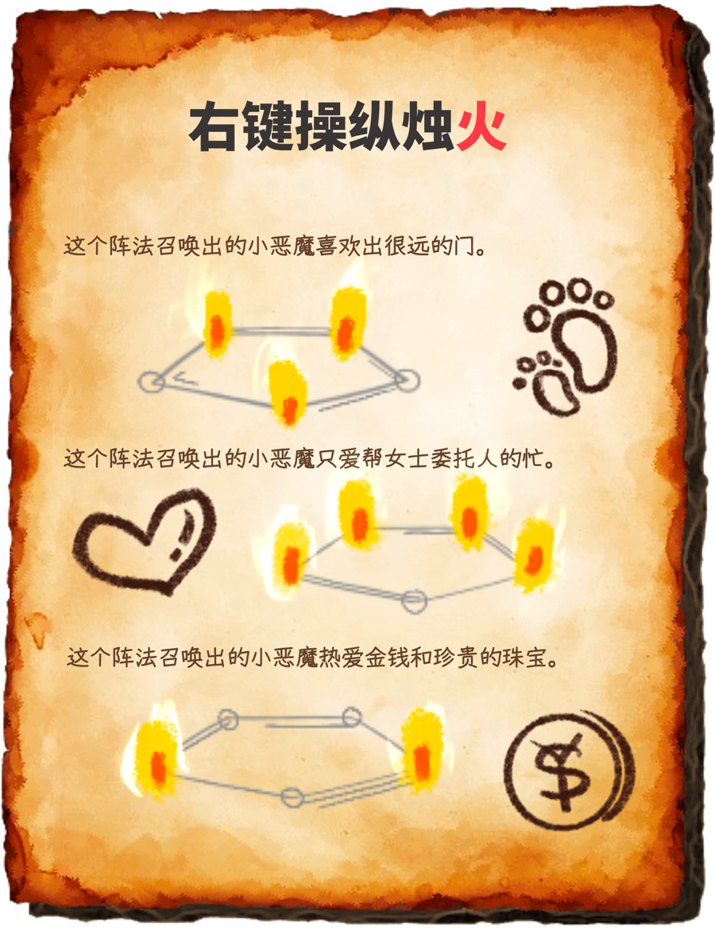 右键操纵烛火
这个阵法召唤出的小恶魔喜欢出很远的门。
这个阵法召唤出的小恶魔只爱帮女士委托人的忙。
这个阵法召唤出的小恶魔热爱金钱和珍贵的珠宝。
$